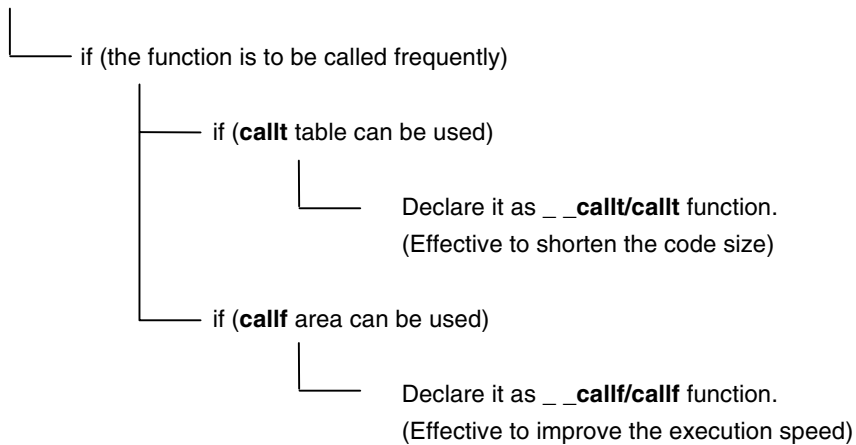 if (the function is to be called frequently)
if (callt table can be used)
Declare it as _ _callt/callt function.
(Effective to shorten the code size)
if (callf area can be used)
Declare it as _ _callf/callf function.
(Effective to improve the execution speed)